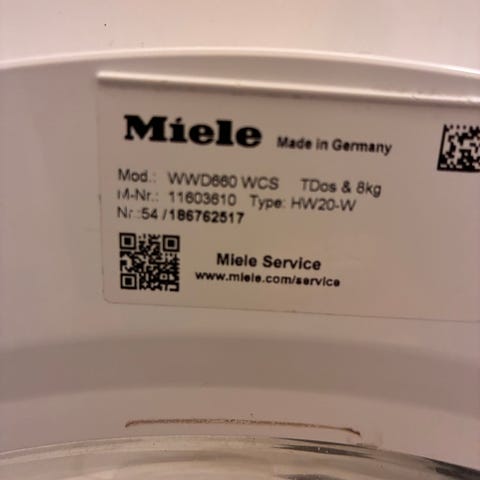 Miele Made in Germany
Mod.: WWD660 WCS TDos & 8kg
M-Nr.: 11603610 Type: HW20-W
Nr.:54 /186762517
Miele Service
www.miele.com/service